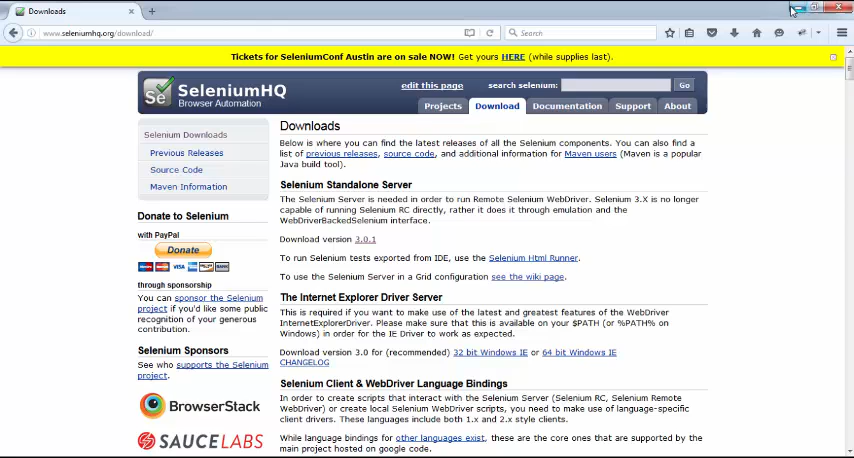 Downloads
www.seleniumhq.org/download/
Search
Tickets for SeleniumConf Austin are on sale NOW! Get yours HERE (while supplies last).
Se
SeleniumHQ
Browser Automation
edit this page
search selenium:
Go
Projects
Download
Documentation
Support
About
Selenium Downloads
Previous Releases
Source Code
Maven Information
Donate to Selenium
with PayPal
Donate
VISA
through sponsorship
You can sponsor the Selenium
project if you'd like some public
recognition of your generous
contribution.
Selenium Sponsors
See who supports the Selenium
project.
BrowserStack
SAUCELABS
Downloads
Below is where you can find the latest releases of all the Selenium components. You can also find a
list of previous releases, source code, and additional information for Maven users (Maven is a popular
Java build tool).
Selenium Standalone Server
The Selenium Server is needed in order to run Remote Selenium WebDriver. Selenium 3.X is no longer
capable of running Selenium RC directly, rather it does it through emulation and the
WebDriverBackedSelenium interface.
Download version 3.0.1
To run Selenium tests exported from IDE, use the Selenium Html Runner.
To use the Selenium Server in a Grid configuration see the wiki page.
The Internet Explorer Driver Server
This is required if you want to make use of the latest and greatest features of the WebDriver
InternetExplorerDriver. Please make sure that this is available on your $PATH (or %PATH% on
Windows) in order for the IE Driver to work as expected.
Download version 3.0 for (recommended) 32 bit Windows IE or 64 bit Windows IE
CHANGELOG
Selenium Client & WebDriver Language Bindings
In order to create scripts that interact with the Selenium Server (Selenium RC, Selenium Remote
WebDriver) or create local Selenium WebDriver scripts, you need to make use of language-specific
client drivers. These languages include both 1.x and 2.x style clients.
While language bindings for other languages exist, these are the core ones that are supported by the
main project hosted on google code.